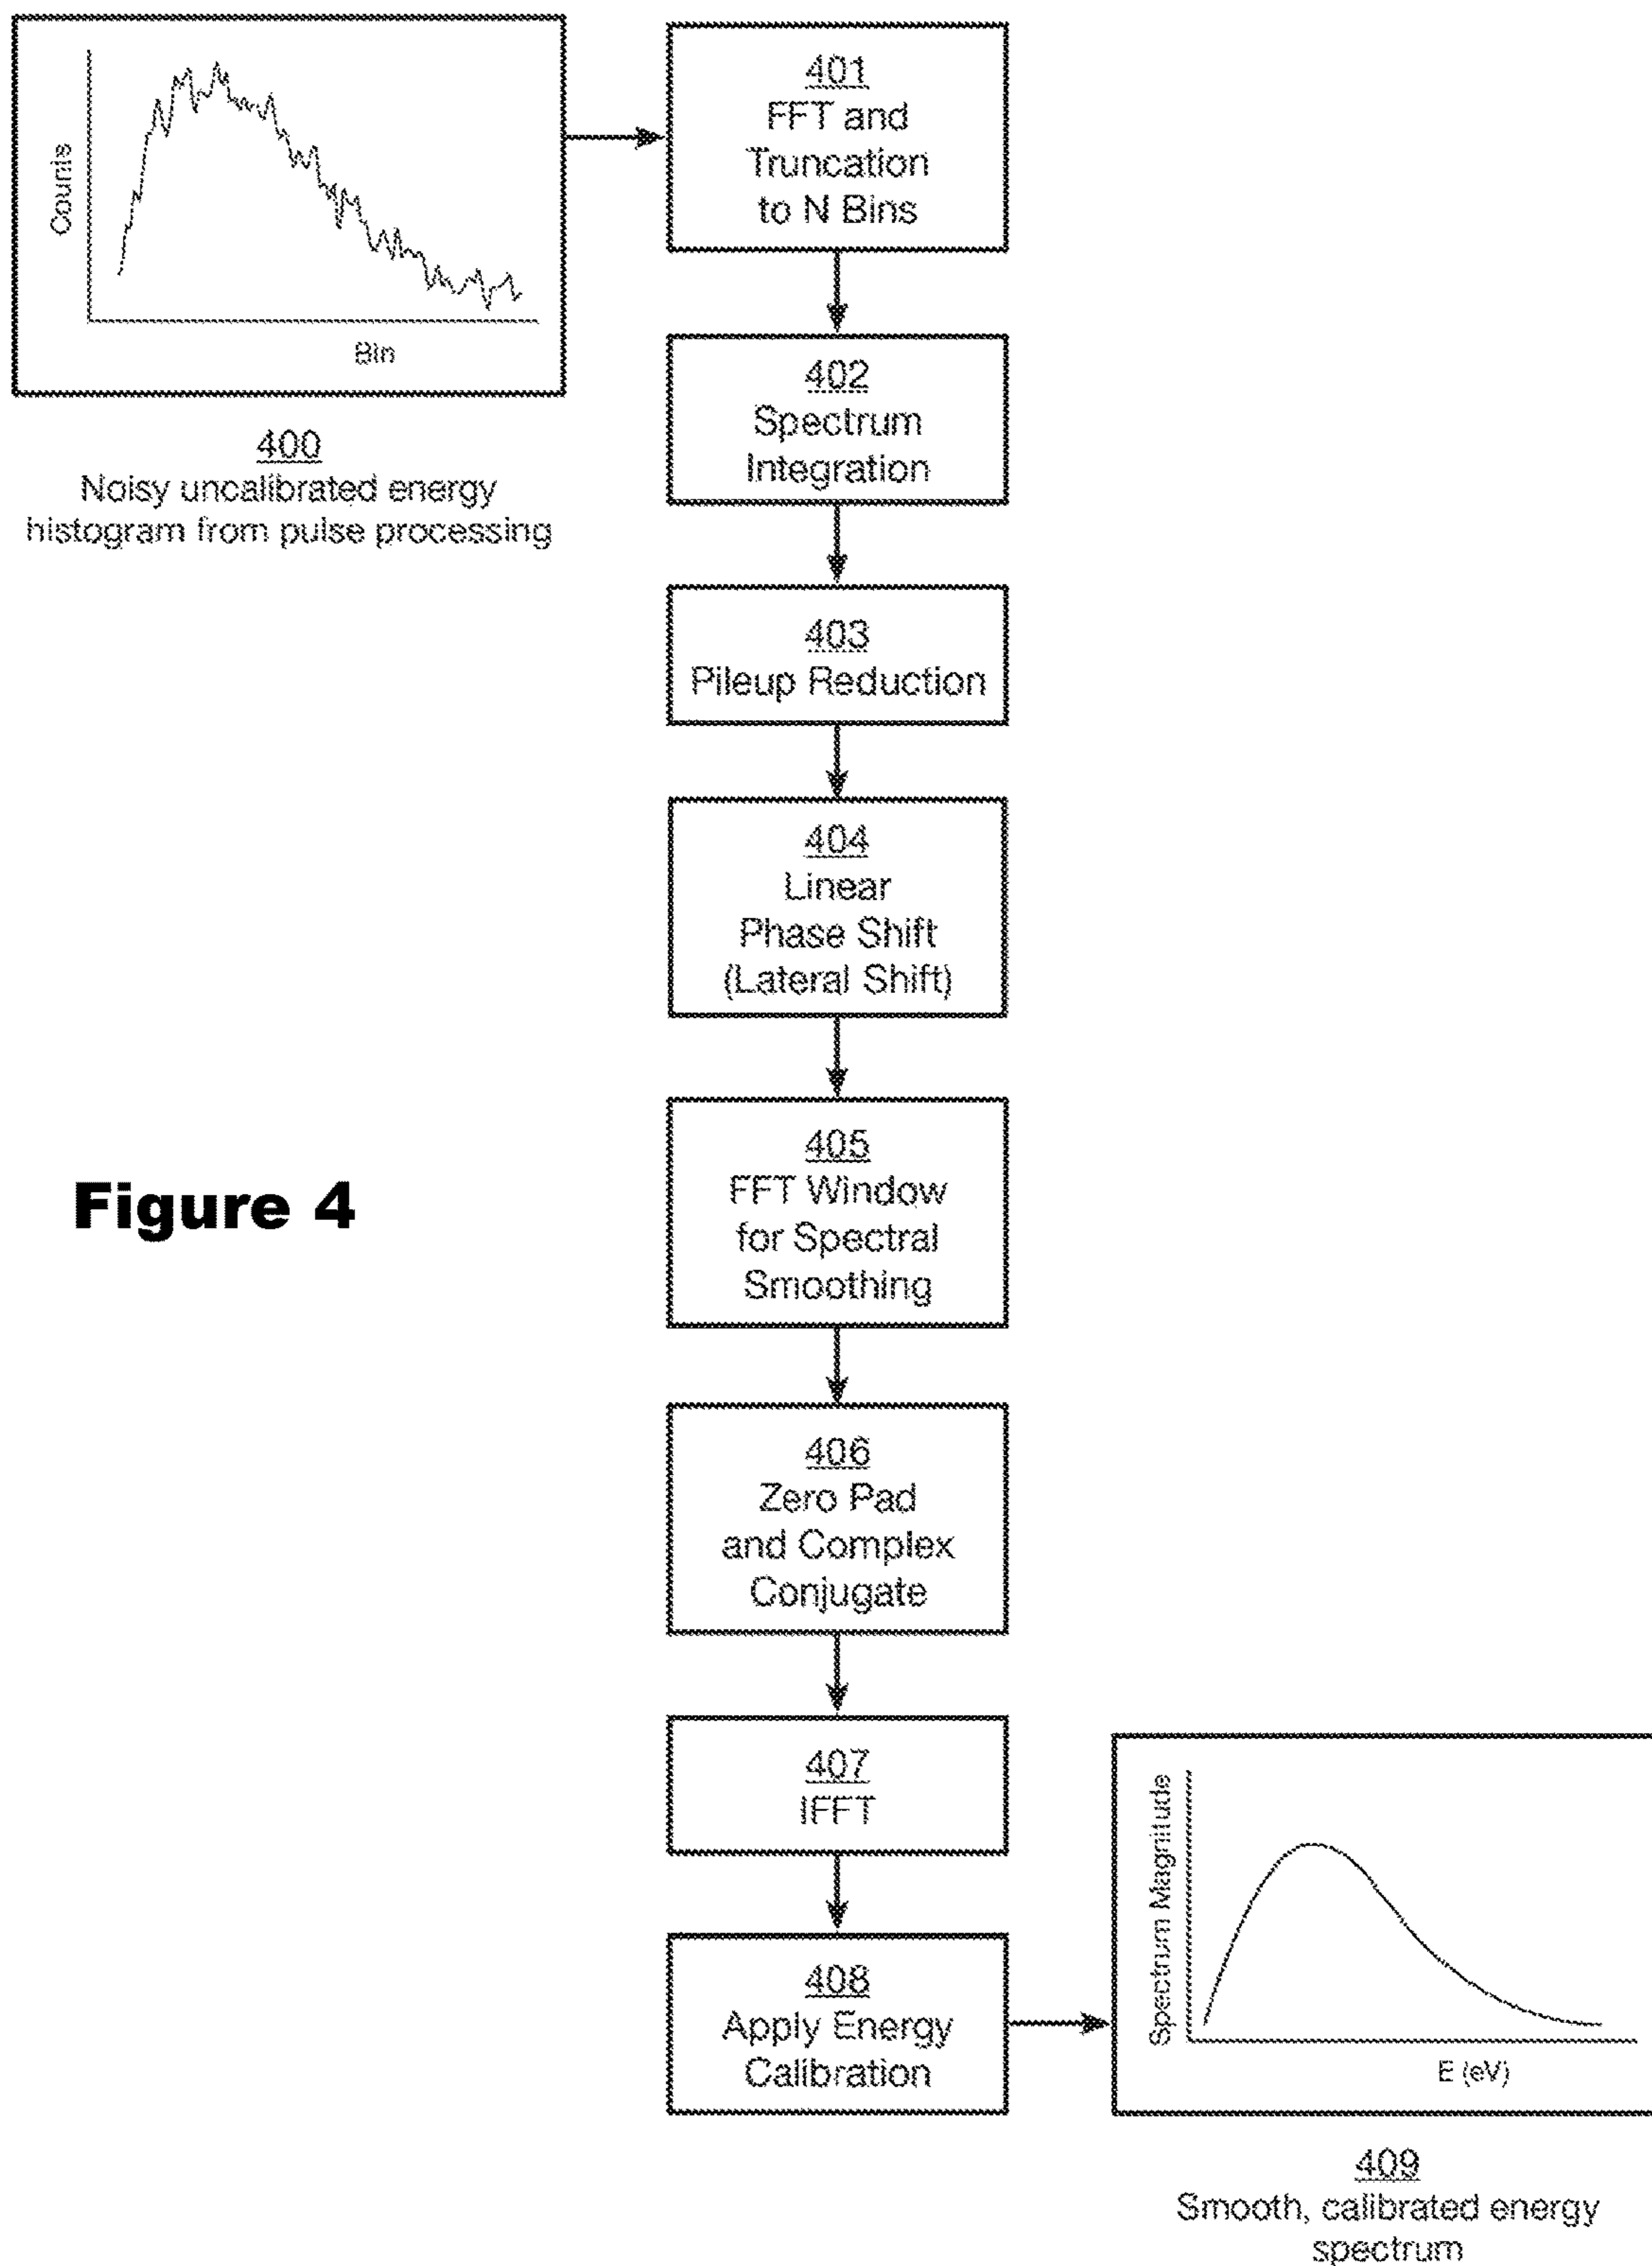 Counts
Bin
400
Noisy uncalibrated energy
histogram from pulse processing
401
FFT and
Truncation
to N Bins
402
Spectrum
Integration
403
Pileup Reduction
404
Linear
Phase Shift
(Lateral Shift)
405
FFT Window
for Spectral
Smoothing
Figure 4
406
Zero Pad
and Complex
Conjugate
407
IFFT
408
Apply Energy
Calibration
Spectrum Magnitude
E (eV)
409
Smooth, calibrated energy
spectrum